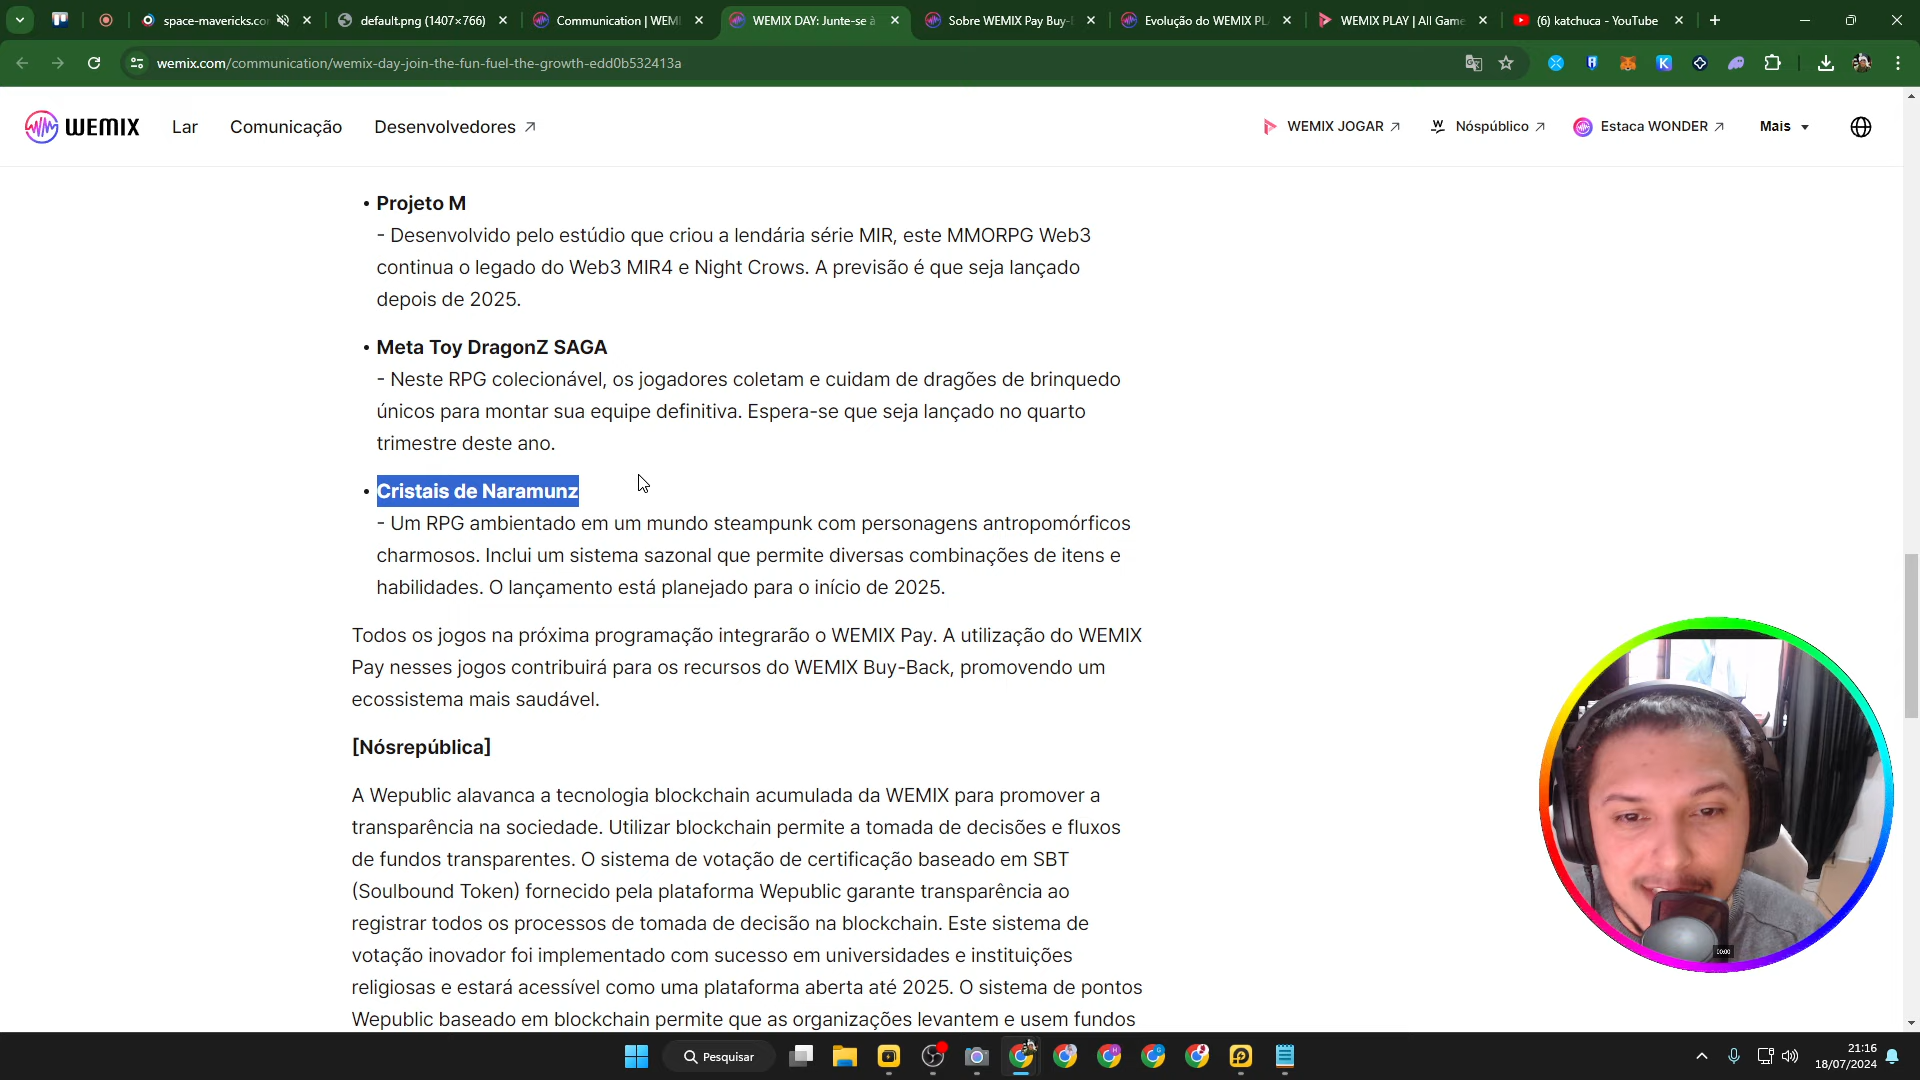 space-mavericks.co
default.png (1407×766)
Communication | WEMI
WEMIX DAY: Junte-se à
Sobre WEMIX Pay Buy-
Evolução do WEMIX PL
WEMIX PLAY | All Game
(6) katchuca - YouTube
wemix.com/communication/wemix-day-join-the-fun-fuel-the-growth-edd0b532413a
WEMIX
Lar
Comunicação
Desenvolvedores ↗
WEMIX JOGAR ↗
Nóspúblico ↗
Estaca WONDER ↗
Mais
• Projeto M
- Desenvolvido pelo estúdio que criou a lendária série MIR, este MMORPG Web3
continua o legado do Web3 MIR4 e Night Crows. A previsão é que seja lançado
depois de 2025.
• Meta Toy DragonZ SAGA
- Neste RPG colecionável, os jogadores coletam e cuidam de dragões de brinquedo
únicos para montar sua equipe definitiva. Espera-se que seja lançado no quarto
trimestre deste ano.
• Cristais de Naramunz
- Um RPG ambientado em um mundo steampunk com personagens antropomórficos
charmosos. Inclui um sistema sazonal que permite diversas combinações de itens e
habilidades. O lançamento está planejado para o início de 2025.
Todos os jogos na próxima programação integrarão o WEMIX Pay. A utilização do WEMIX
Pay nesses jogos contribuirá para os recursos do WEMIX Buy-Back, promovendo um
ecossistema mais saudável.
[Nósrepública]
A Wepublic alavanca a tecnologia blockchain acumulada da WEMIX para promover a
transparência na sociedade. Utilizar blockchain permite a tomada de decisões e fluxos
de fundos transparentes. O sistema de votação de certificação baseado em SBT
(Soulbound Token) fornecido pela plataforma Wepublic garante transparência ao
registrar todos os processos de tomada de decisão na blockchain. Este sistema de
votação inovador foi implementado com sucesso em universidades e instituições
religiosas e estará acessível como uma plataforma aberta até 2025. O sistema de pontos
Wepublic baseado em blockchain permite que as organizações levantem e usem fundos
00:00
Pesquisar
21:16
18/07/2024